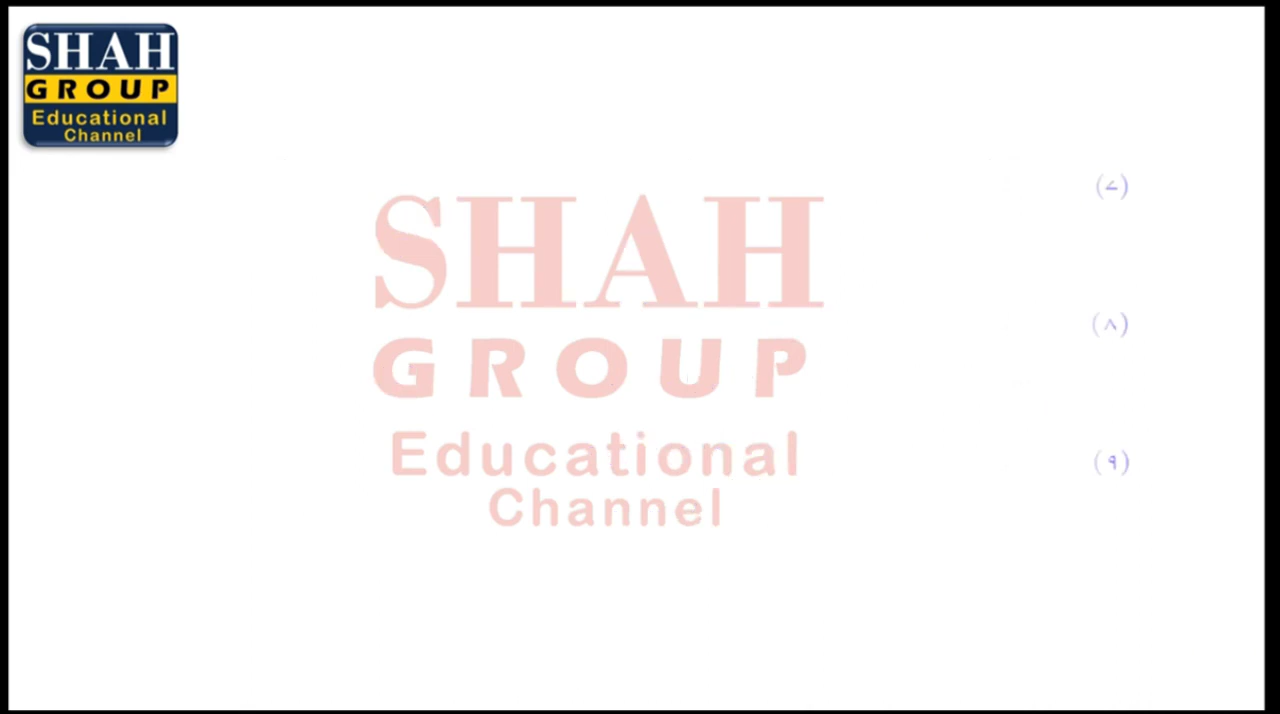 SHAH
GROUP
Educational
Channel
(۷)
SHAH
GROUP
(۸)
Educational
Channel
(۹)